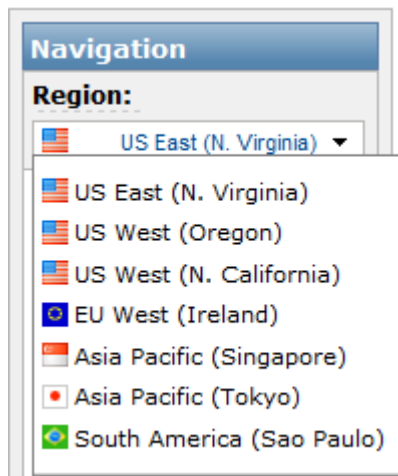 Navigation
Region:
US East (N. Virginia)
US East (N. Virginia)
US West (Oregon)
US West (N. California)
EU West (Ireland)
Asia Pacific (Singapore)
Asia Pacific (Tokyo)
South America (Sao Paulo)